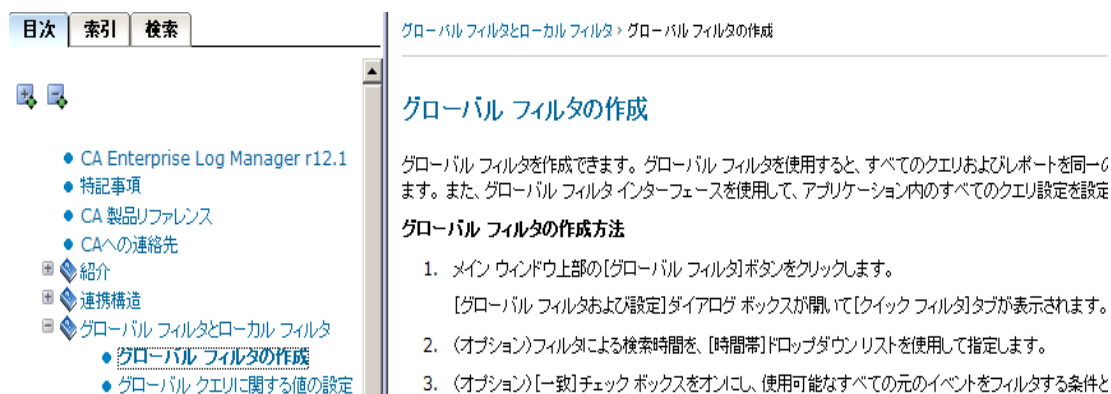 目次 索引 検索
CA Enterprise Log Manager r12.1
特記事項
CA 製品リファレンス
CAへの連絡先
紹介
連携構造
グローバル フィルタとローカル フィルタ
グローバル フィルタの作成
グローバル クエリに関する値の設定
グローバル フィルタとローカル フィルタ > グローバル フィルタの作成
グローバル フィルタの作成
グローバル フィルタを作成できます。グローバル フィルタを使用すると、すべてのクエリおよびレポートを同一の
ます。また、グローバル フィルタ インターフェースを使用して、アプリケーション内のすべてのクエリ設定を設定
グローバル フィルタの作成方法
1. メイン ウィンドウ上部の[グローバル フィルタ]ボタンをクリックします。
[グローバル フィルタおよび設定]ダイアログ ボックスが開いて[クイック フィルタ]タブが表示されます。
2. (オプション)フィルタによる検索時間を、[時間帯]ドロップダウン リストを使用して指定します。
3. (オプション)[一致]チェック ボックスをオンにし、使用可能なすべての元のイベントをフィルタする条件と